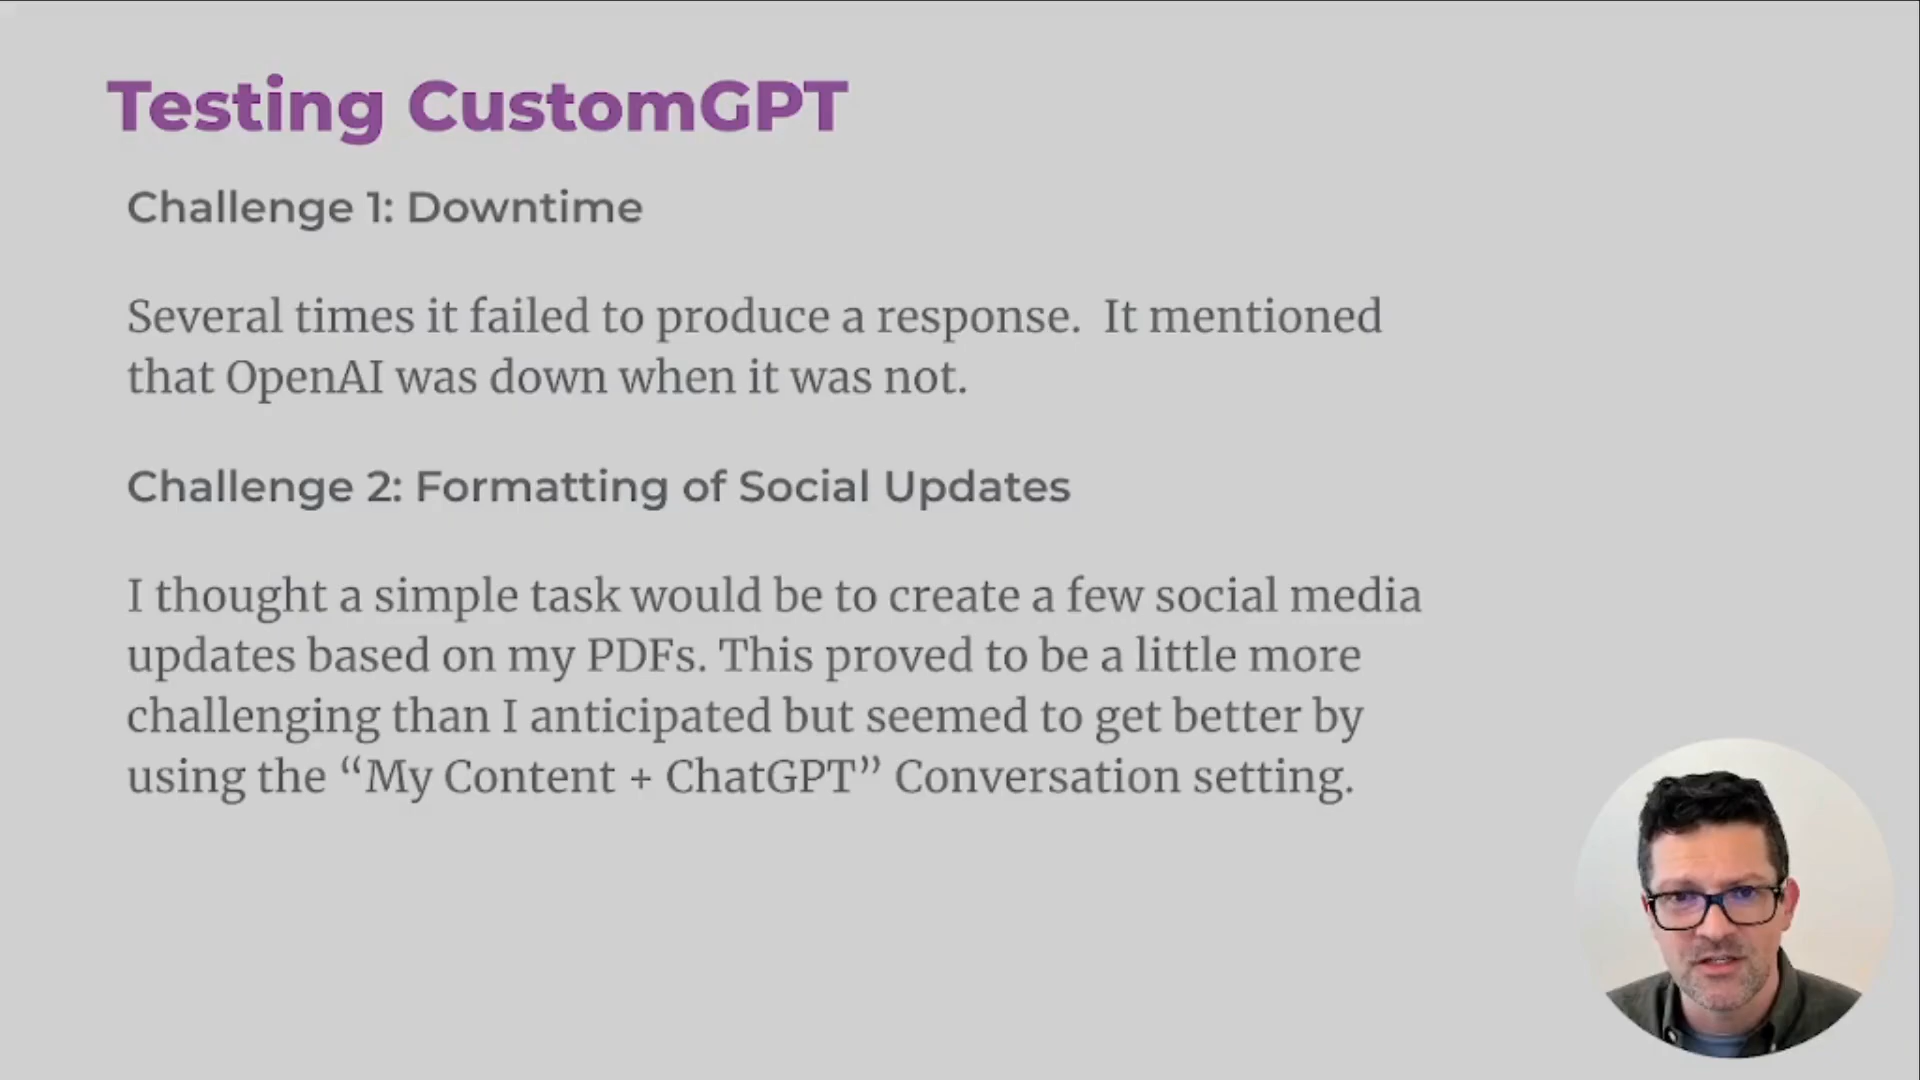 Testing CustomGPT
Challenge 1: Downtime
Several times it failed to produce a response.  It mentioned
that OpenAI was down when it was not.
Challenge 2: Formatting of Social Updates
I thought a simple task would be to create a few social media
updates based on my PDFs. This proved to be a little more
challenging than I anticipated but seemed to get better by
using the “My Content + ChatGPT” Conversation setting.